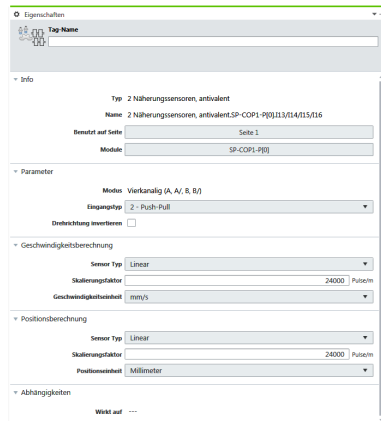 Eigenschaften
Tag-Name
Info
Typ 2 Näherungssensoren, antivalent
Name 2 Näherungssensoren, antivalent.SP-COP1-P[0].I13/I14/I15/I16
Benutzt auf Seite Seite 1
Module SP-COP1-P[0]
Parameter
Modus Vierkanalig (A, A/, B, B/)
Eingangstyp 2 - Push-Pull
Drehrichtung invertieren
Geschwindigkeitsberechnung
Sensor Typ Linear
Skalierungsfaktor 24000 Pulse/m
Geschwindigkeitseinheit mm/s
Positionsberechnung
Sensor Typ Linear
Skalierungsfaktor 24000 Pulse/m
Positionseinheit Millimeter
Abhängigkeiten
Wirkt auf ---